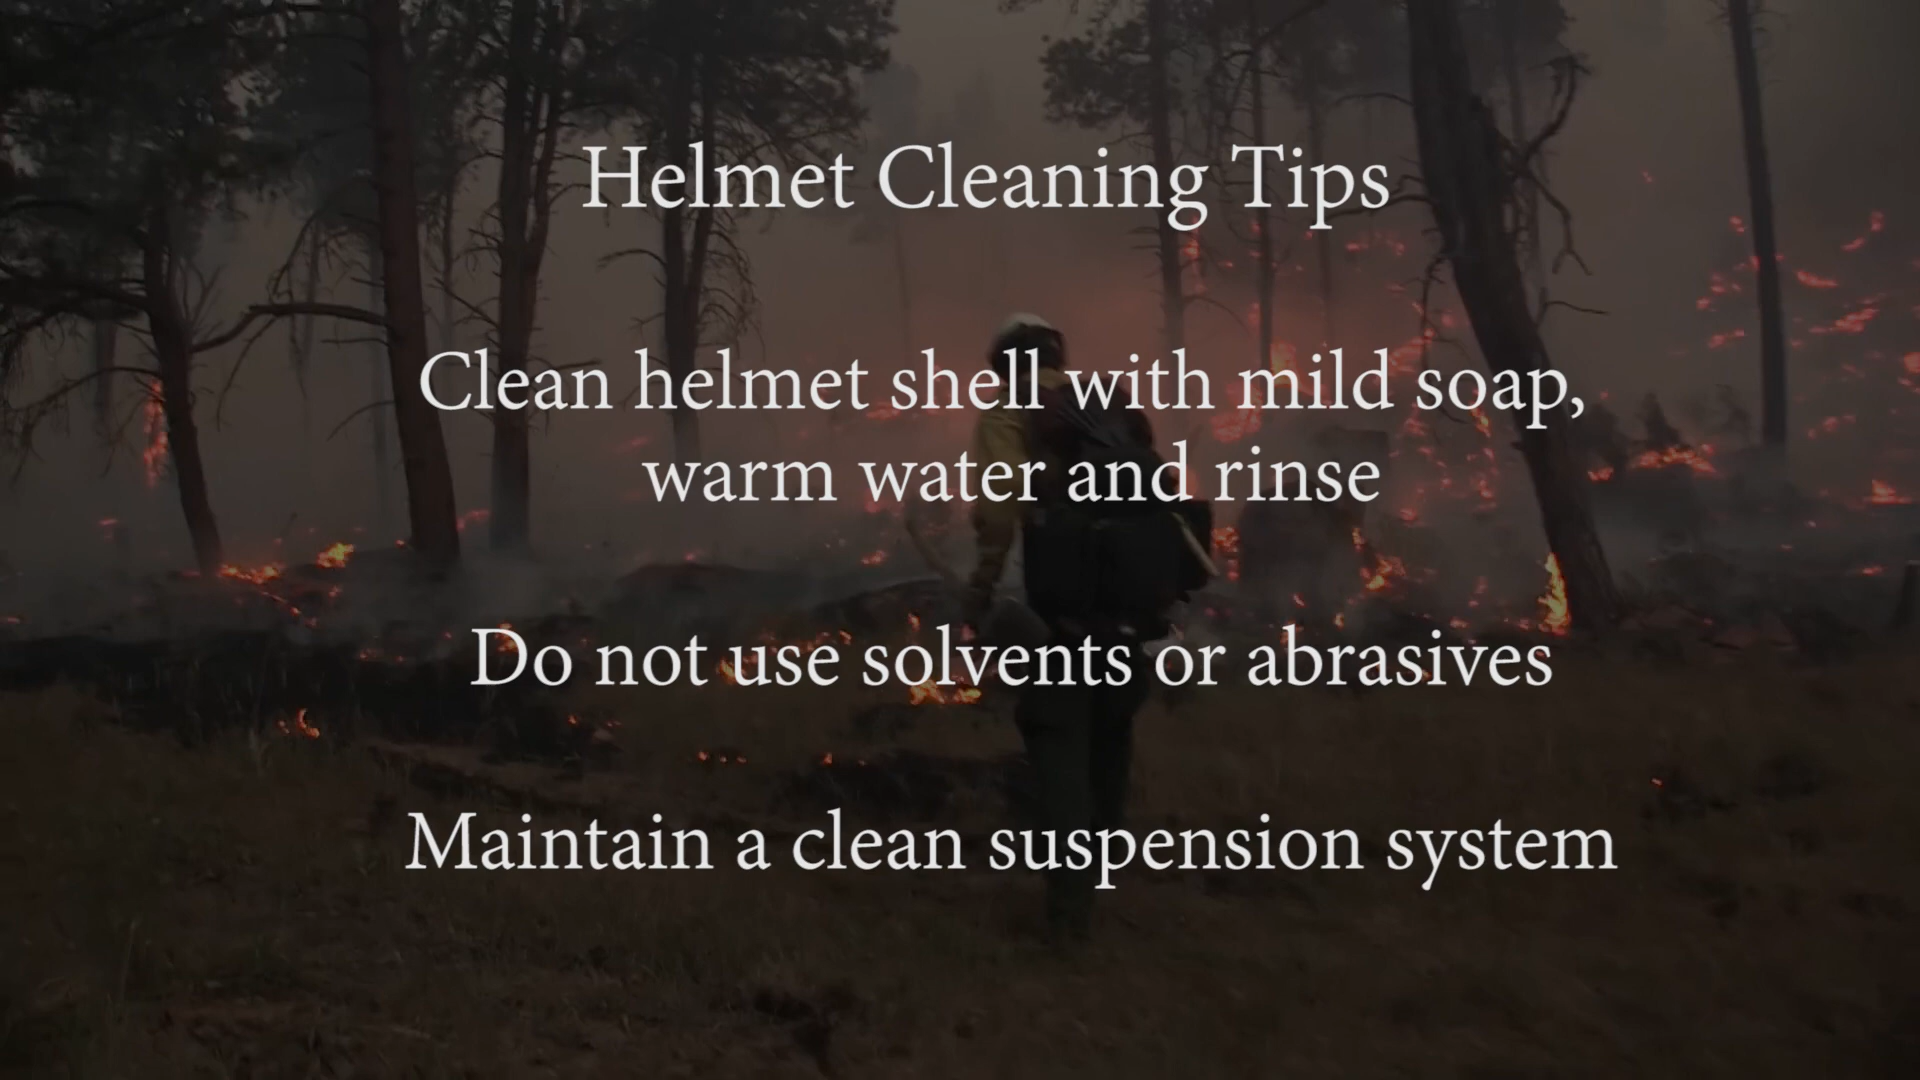 Helmet Cleaning Tips
Clean helmet shell with mild soap,
warm water and rinse
Do not use solvents or abrasives
Maintain a clean suspension system